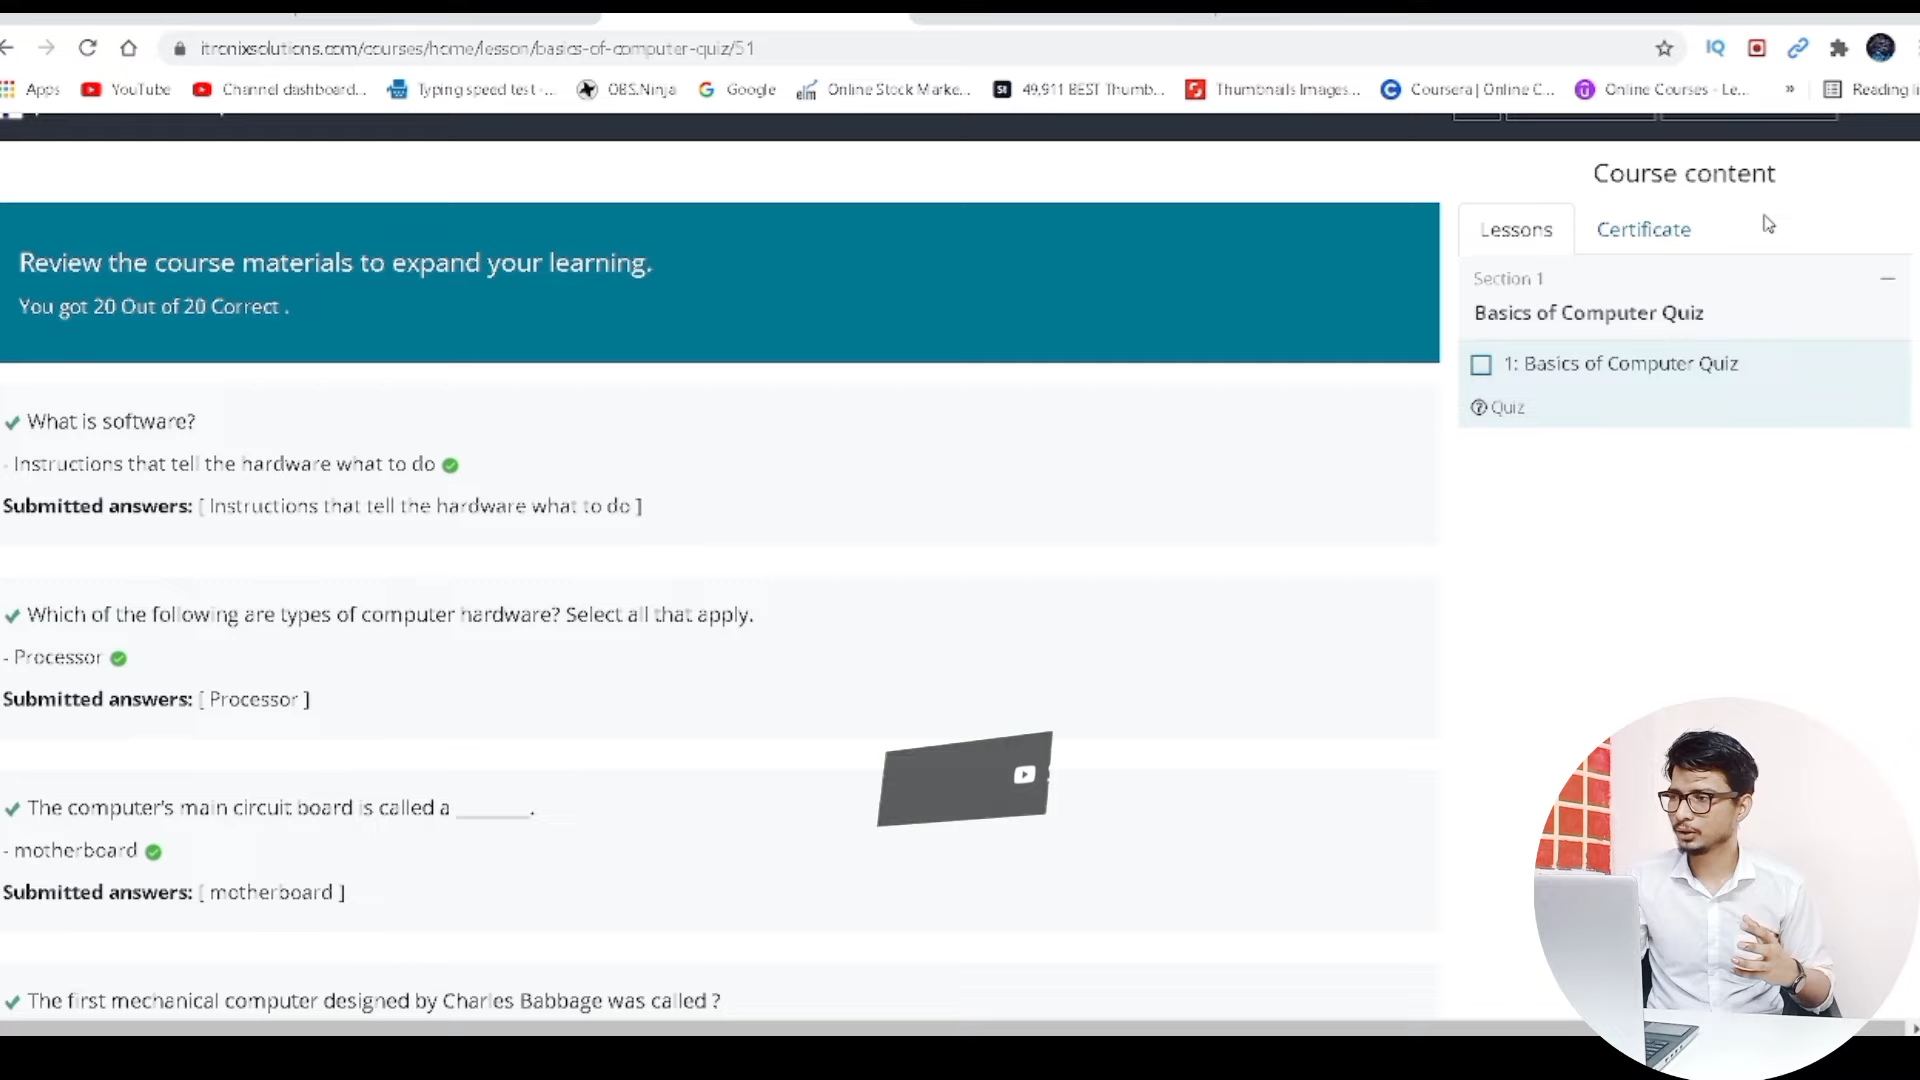 itronixsolutions.com/courses/home/lesson/basics-of-computer-quiz/51
IQ
Apps YouTube Channel dashboard... Typing speed test -... OBS.Ninja Google Online Stock Marke... 49,911 BEST Thumb... Thumbnails Images... Coursera | Online C... Online Courses - Le... » Reading li
Course content
Lessons Certificate
Section 1
Basics of Computer Quiz
1: Basics of Computer Quiz
Quiz
Review the course materials to expand your learning.
You got 20 Out of 20 Correct .
What is software?
- Instructions that tell the hardware what to do
Submitted answers: [ Instructions that tell the hardware what to do ]
Which of the following are types of computer hardware? Select all that apply.
- Processor
Submitted answers: [ Processor ]
The computer's main circuit board is called a _______.
- motherboard
Submitted answers: [ motherboard ]
The first mechanical computer designed by Charles Babbage was called ?